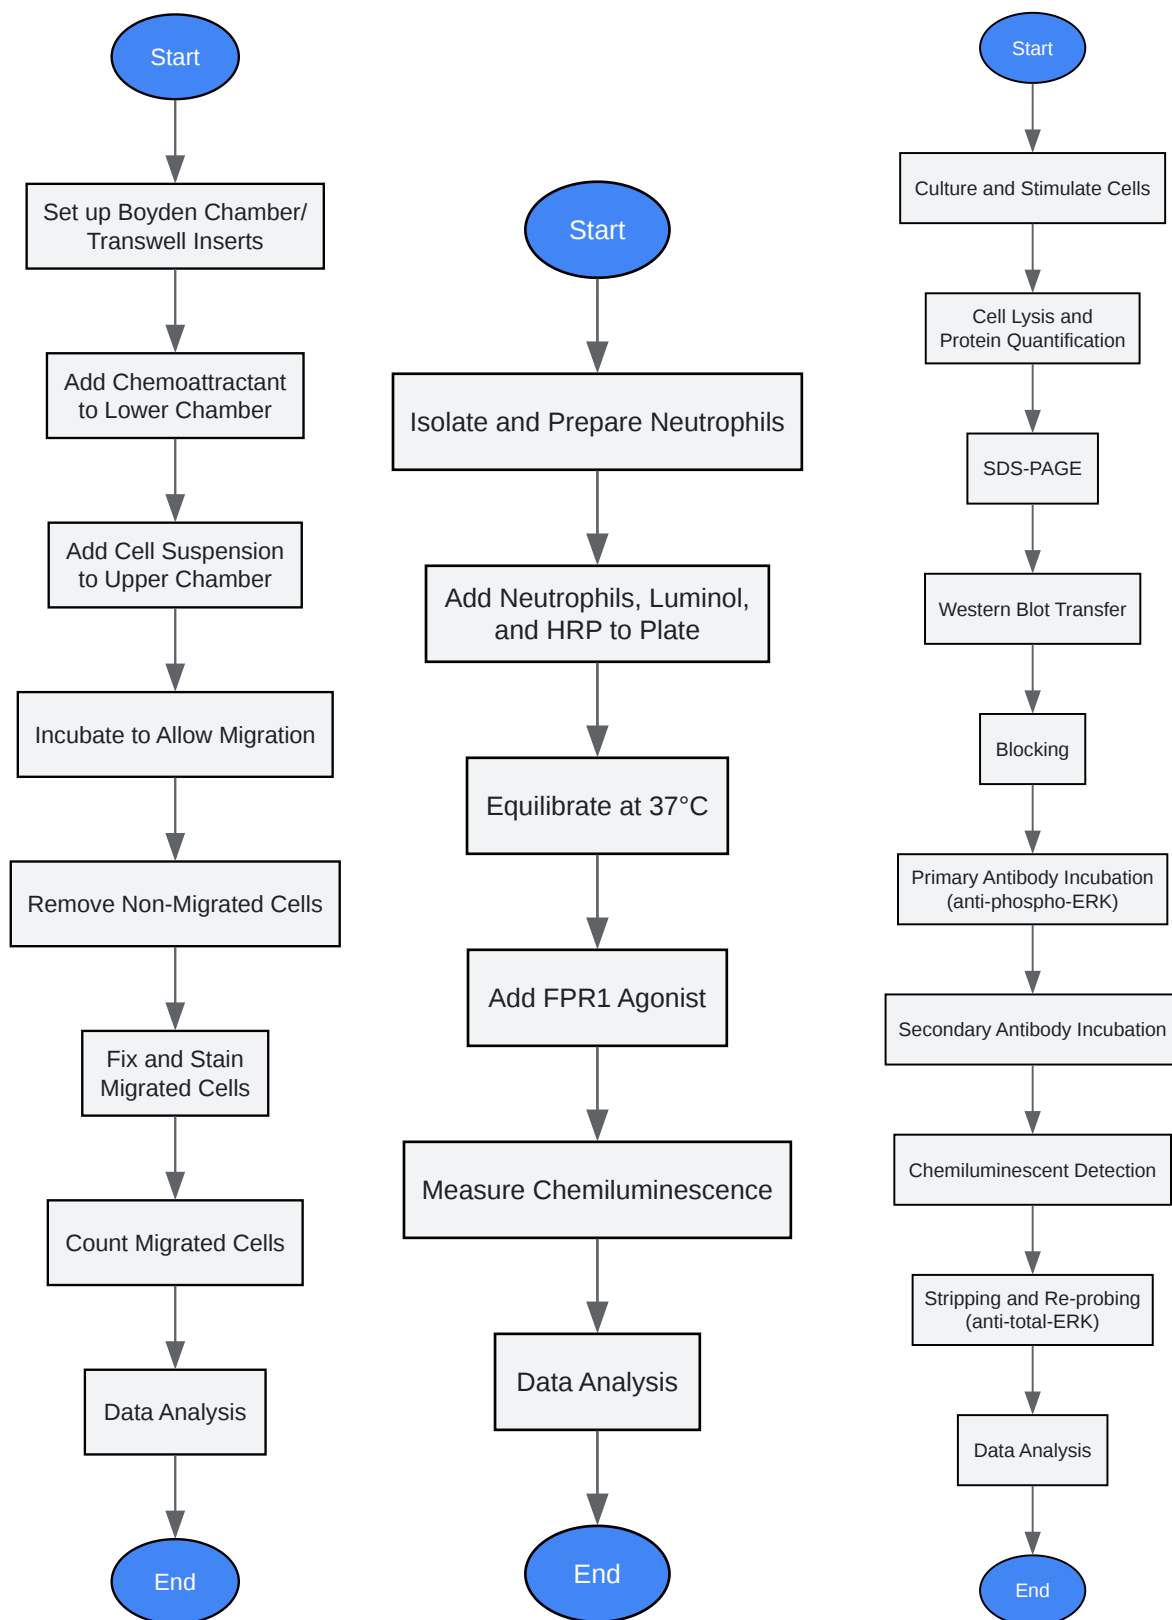 Start
Set up Boyden Chamber/
Transwell Inserts
Add Chemoattractant
to Lower Chamber
Add Cell Suspension
to Upper Chamber
Incubate to Allow Migration
Remove Non-Migrated Cells
Fix and Stain
Migrated Cells
Count Migrated Cells
Data Analysis
End
Start
Isolate and Prepare Neutrophils
Add Neutrophils, Luminol,
and HRP to Plate
Equilibrate at 37°C
Add FPR1 Agonist
Measure Chemiluminescence
Data Analysis
End
Start
Culture and Stimulate Cells
Cell Lysis and
Protein Quantification
SDS-PAGE
Western Blot Transfer
Blocking
Primary Antibody Incubation
(anti-phospho-ERK)
Secondary Antibody Incubation
Chemiluminescent Detection
Stripping and Re-probing
(anti-total-ERK)
Data Analysis
End